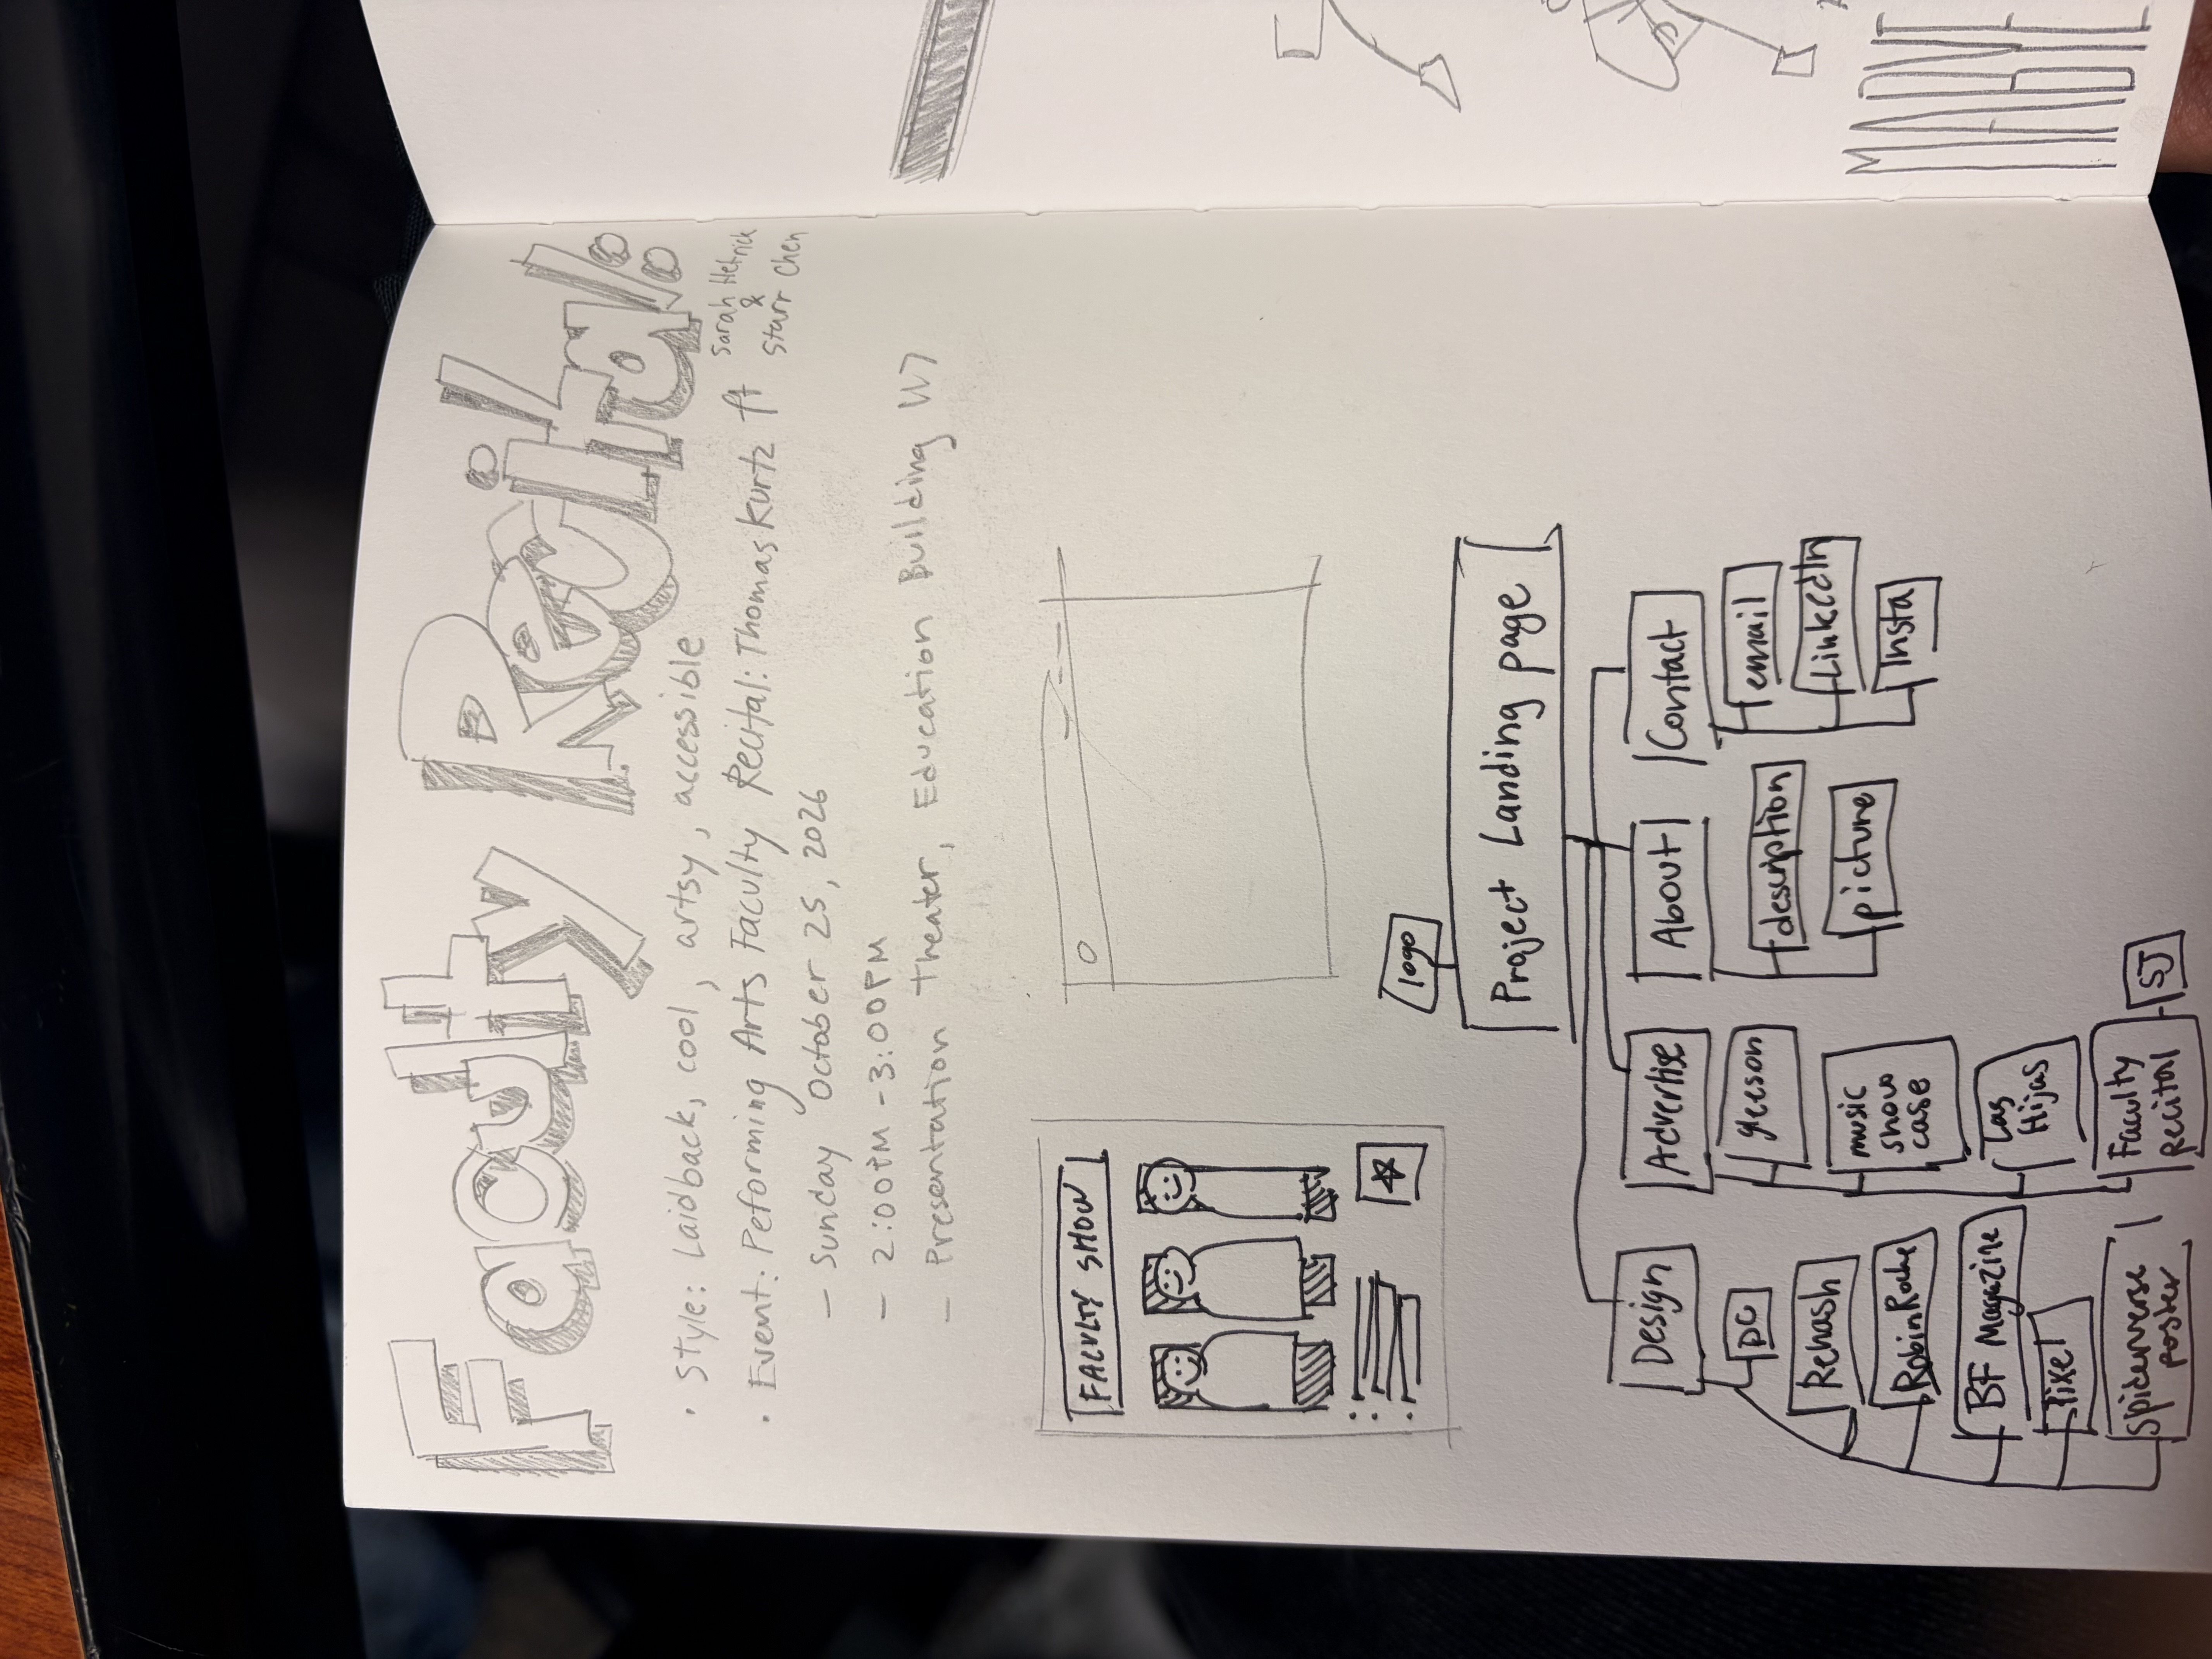 Faculty Recital:
• Style: Laidback, cool, artsy, accessible
• Event: Peforming Arts Faculty Recital: Thomas Kurtz ft Sarah Hetrick & Starr Chen
– Sunday October 25, 2026
– 2:00PM - 3:00PM
– Presentation Theater, Education Building
FACULTY SHOW
logo
Project Landing page
Design
Advertise
About
Contact
DC
Rehash
RobinRoche
BF Magazine
Pixel
Spiderverse
poster
gleeson
music
show
case
Las
Hijas
Faculty
recital
SJ
description
picture
email
LinkedIn
Insta
MABYE